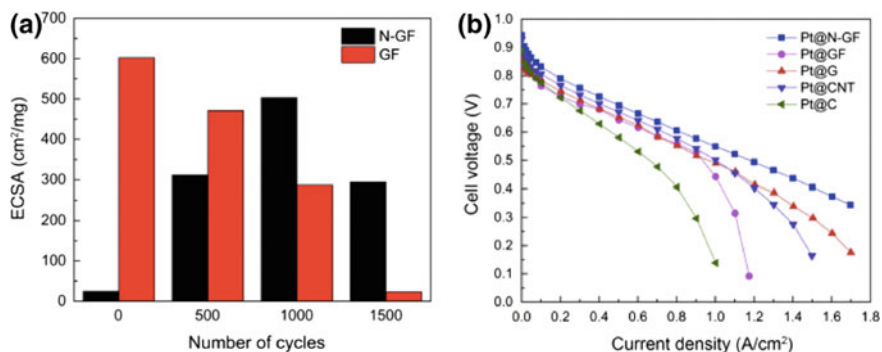 (a)
700
600
500
400
300
200
100
0
ECSA (cm²/mg)
N-GF
GF
0 500 1000 1500
Number of cycles
(b)
1.0
0.9
0.8
0.7
0.6
0.5
0.4
0.3
0.2
0.1
0.0
Cell voltage (V)
Pt@N-GF
Pt@GF
Pt@G
Pt@CNT
Pt@C
0.0 0.2 0.4 0.6 0.8 1.0 1.2 1.4 1.6 1.8
Current density (A/cm²)